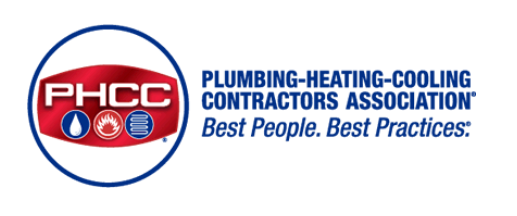 PHCC
PLUMBING-HEATING-COOLING
CONTRACTORS ASSOCIATION®
Best People. Best Practices.®
®